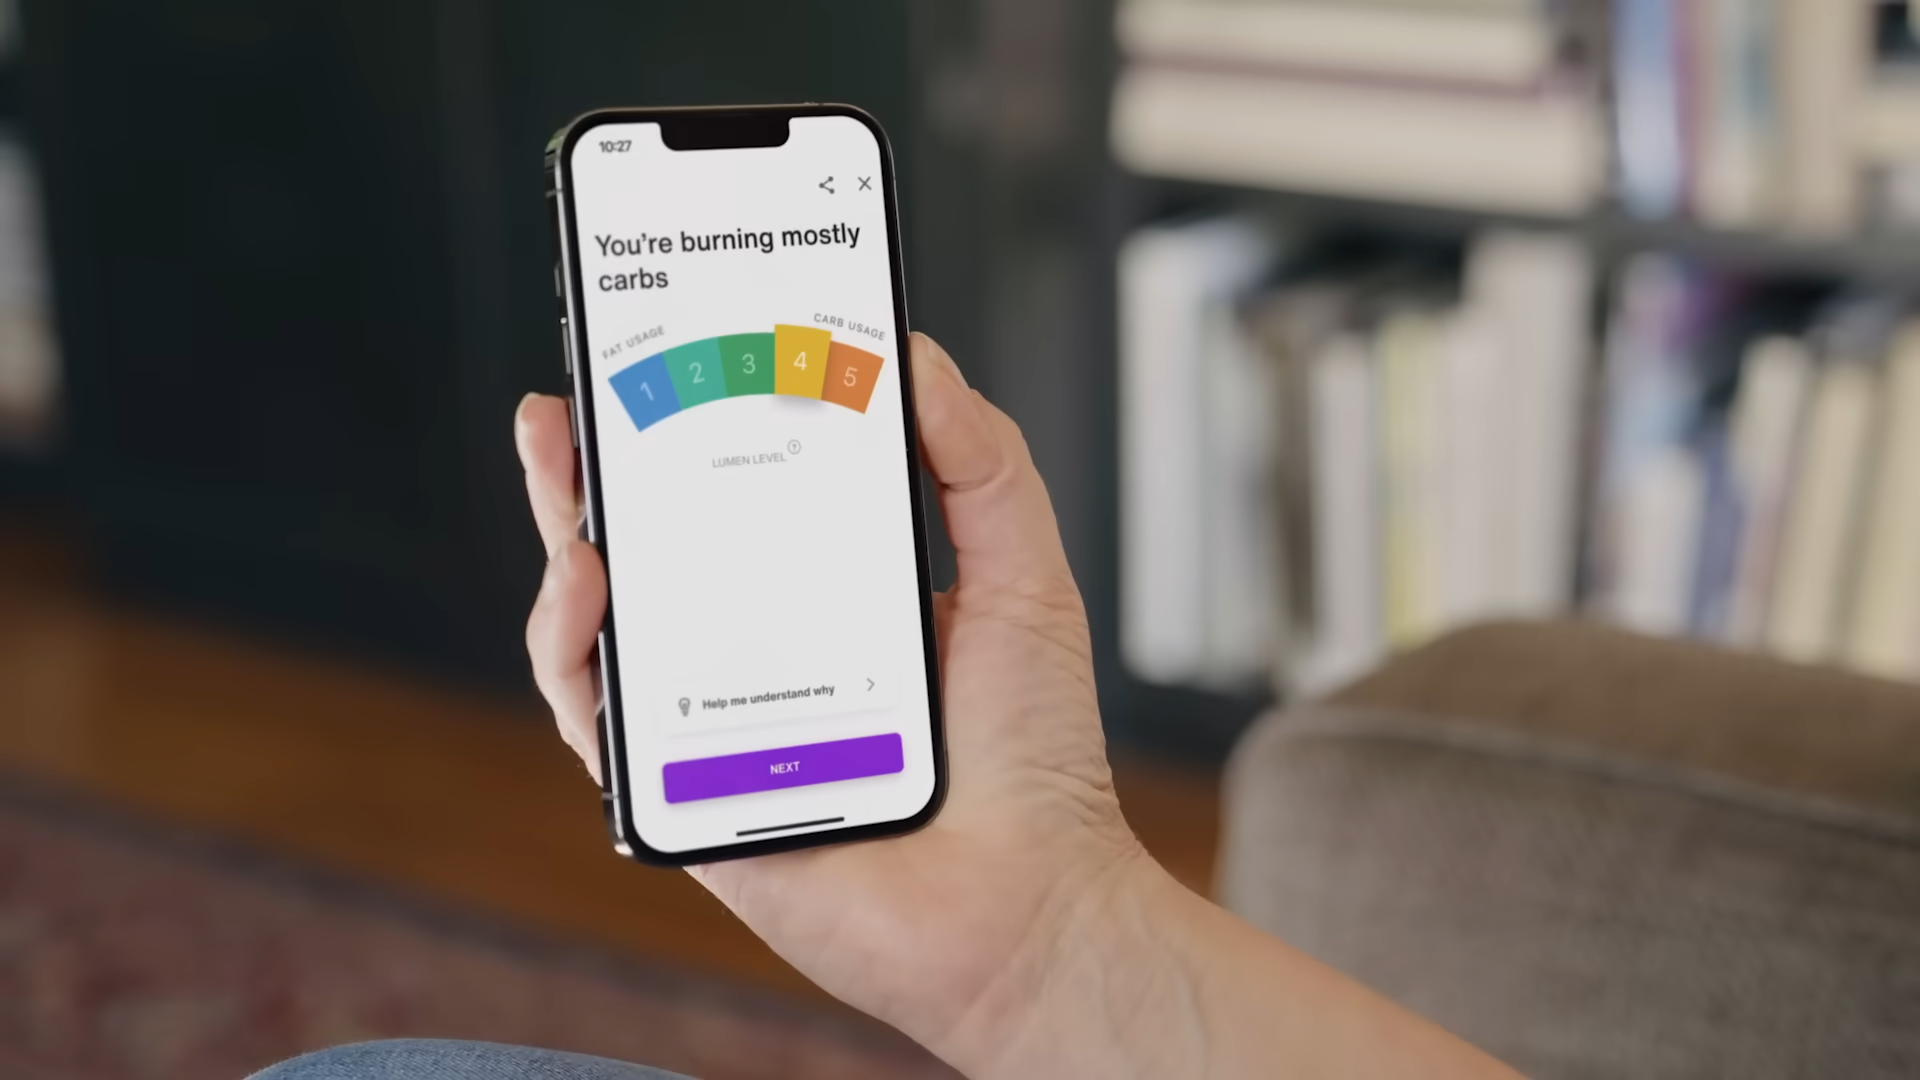 10:27
You're burning mostly
carbs
FAT USAGE
CARB USAGE
1 2 3 4 5
LUMEN LEVEL ?
Help me understand why
NEXT